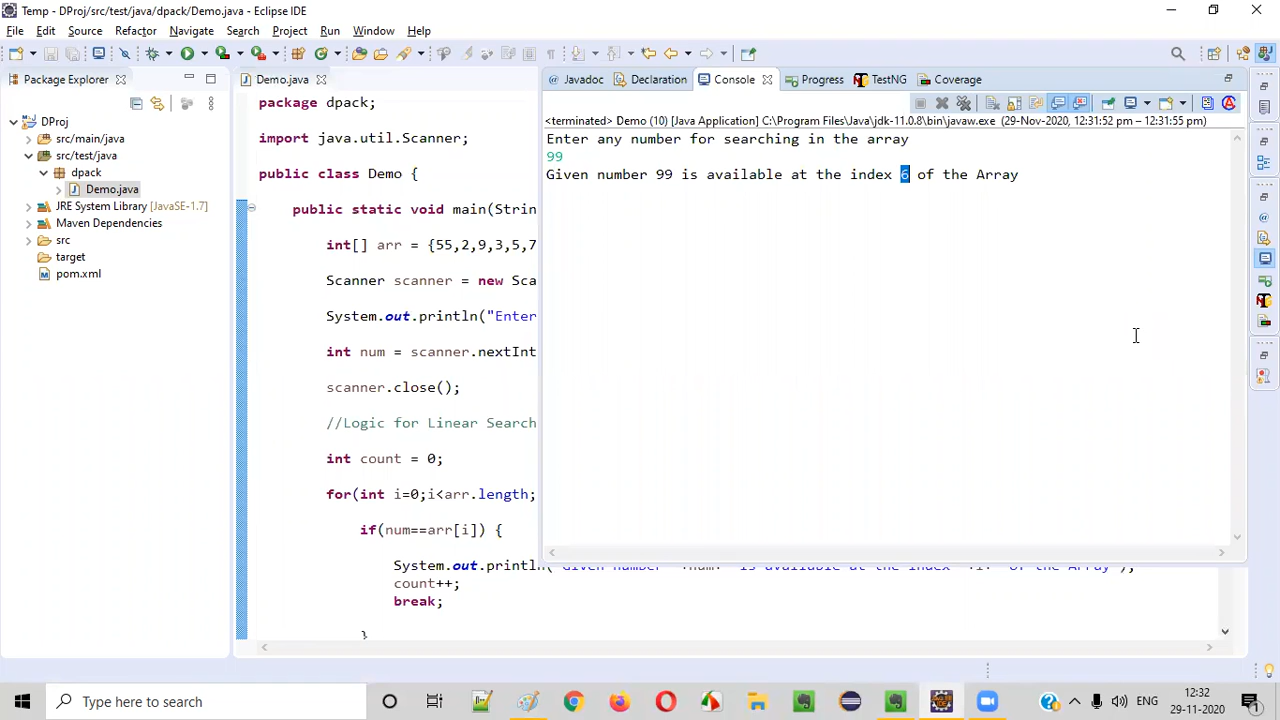 Temp - DProj/src/test/java/dpack/Demo.java - Eclipse IDE
File Edit Source Refactor Navigate Search Project Run Window Help
Package Explorer
DProj
src/main/java
src/test/java
dpack
Demo.java
JRE System Library [JavaSE-1.7]
Maven Dependencies
src
target
pom.xml
Demo.java
package dpack;
import java.util.Scanner;
public class Demo {
public static void main(Strin
int[] arr = {55,2,9,3,5,7
Scanner scanner = new Sca
System.out.println("Enter
int num = scanner.nextInt
scanner.close();
//Logic for Linear Search
int count = 0;
for(int i=0;i<arr.length;
if(num==arr[i]) {
System.out.println("Given number "+num+" is available at the index "+i+" of the Array");
count++;
break;
}
Javadoc Declaration Console Progress TestNG Coverage
<terminated> Demo (10) [Java Application] C:\Program Files\Java\jdk-11.0.8\bin\javaw.exe (29-Nov-2020, 12:31:52 pm – 12:31:55 pm)
Enter any number for searching in the array
99
Given number 99 is available at the index 6 of the Array
Type here to search
ENG
12:32
29-11-2020